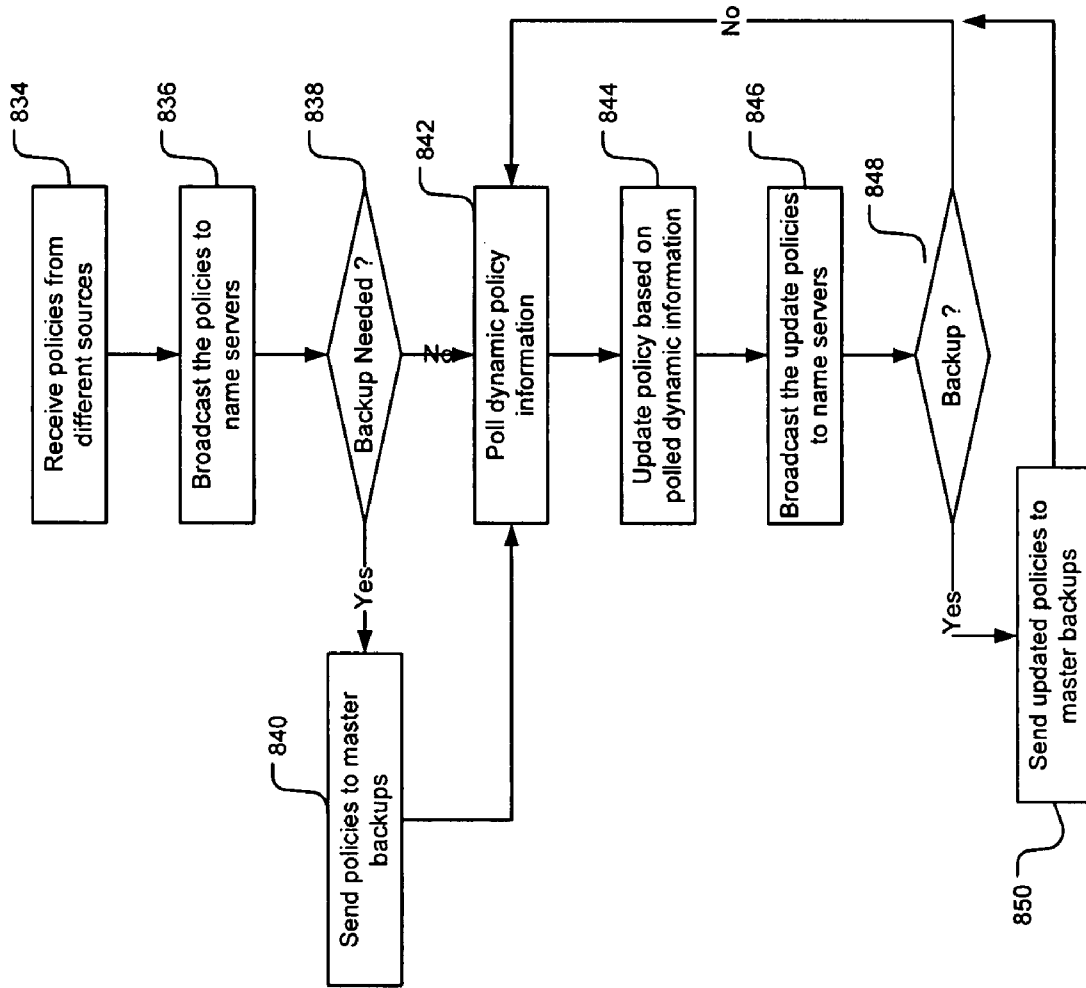 834
Receive policies from
different sources
836
Broadcast the policies to
name servers
838
Backup Needed ?
Yes
No
840
Send policies to master
backups
842
Poll dynamic policy
information
844
Update policy based on
polled dynamic information
846
Broadcast the update policies
to name servers
848
Backup ?
No
Yes
850
Send updated policies to
master backups